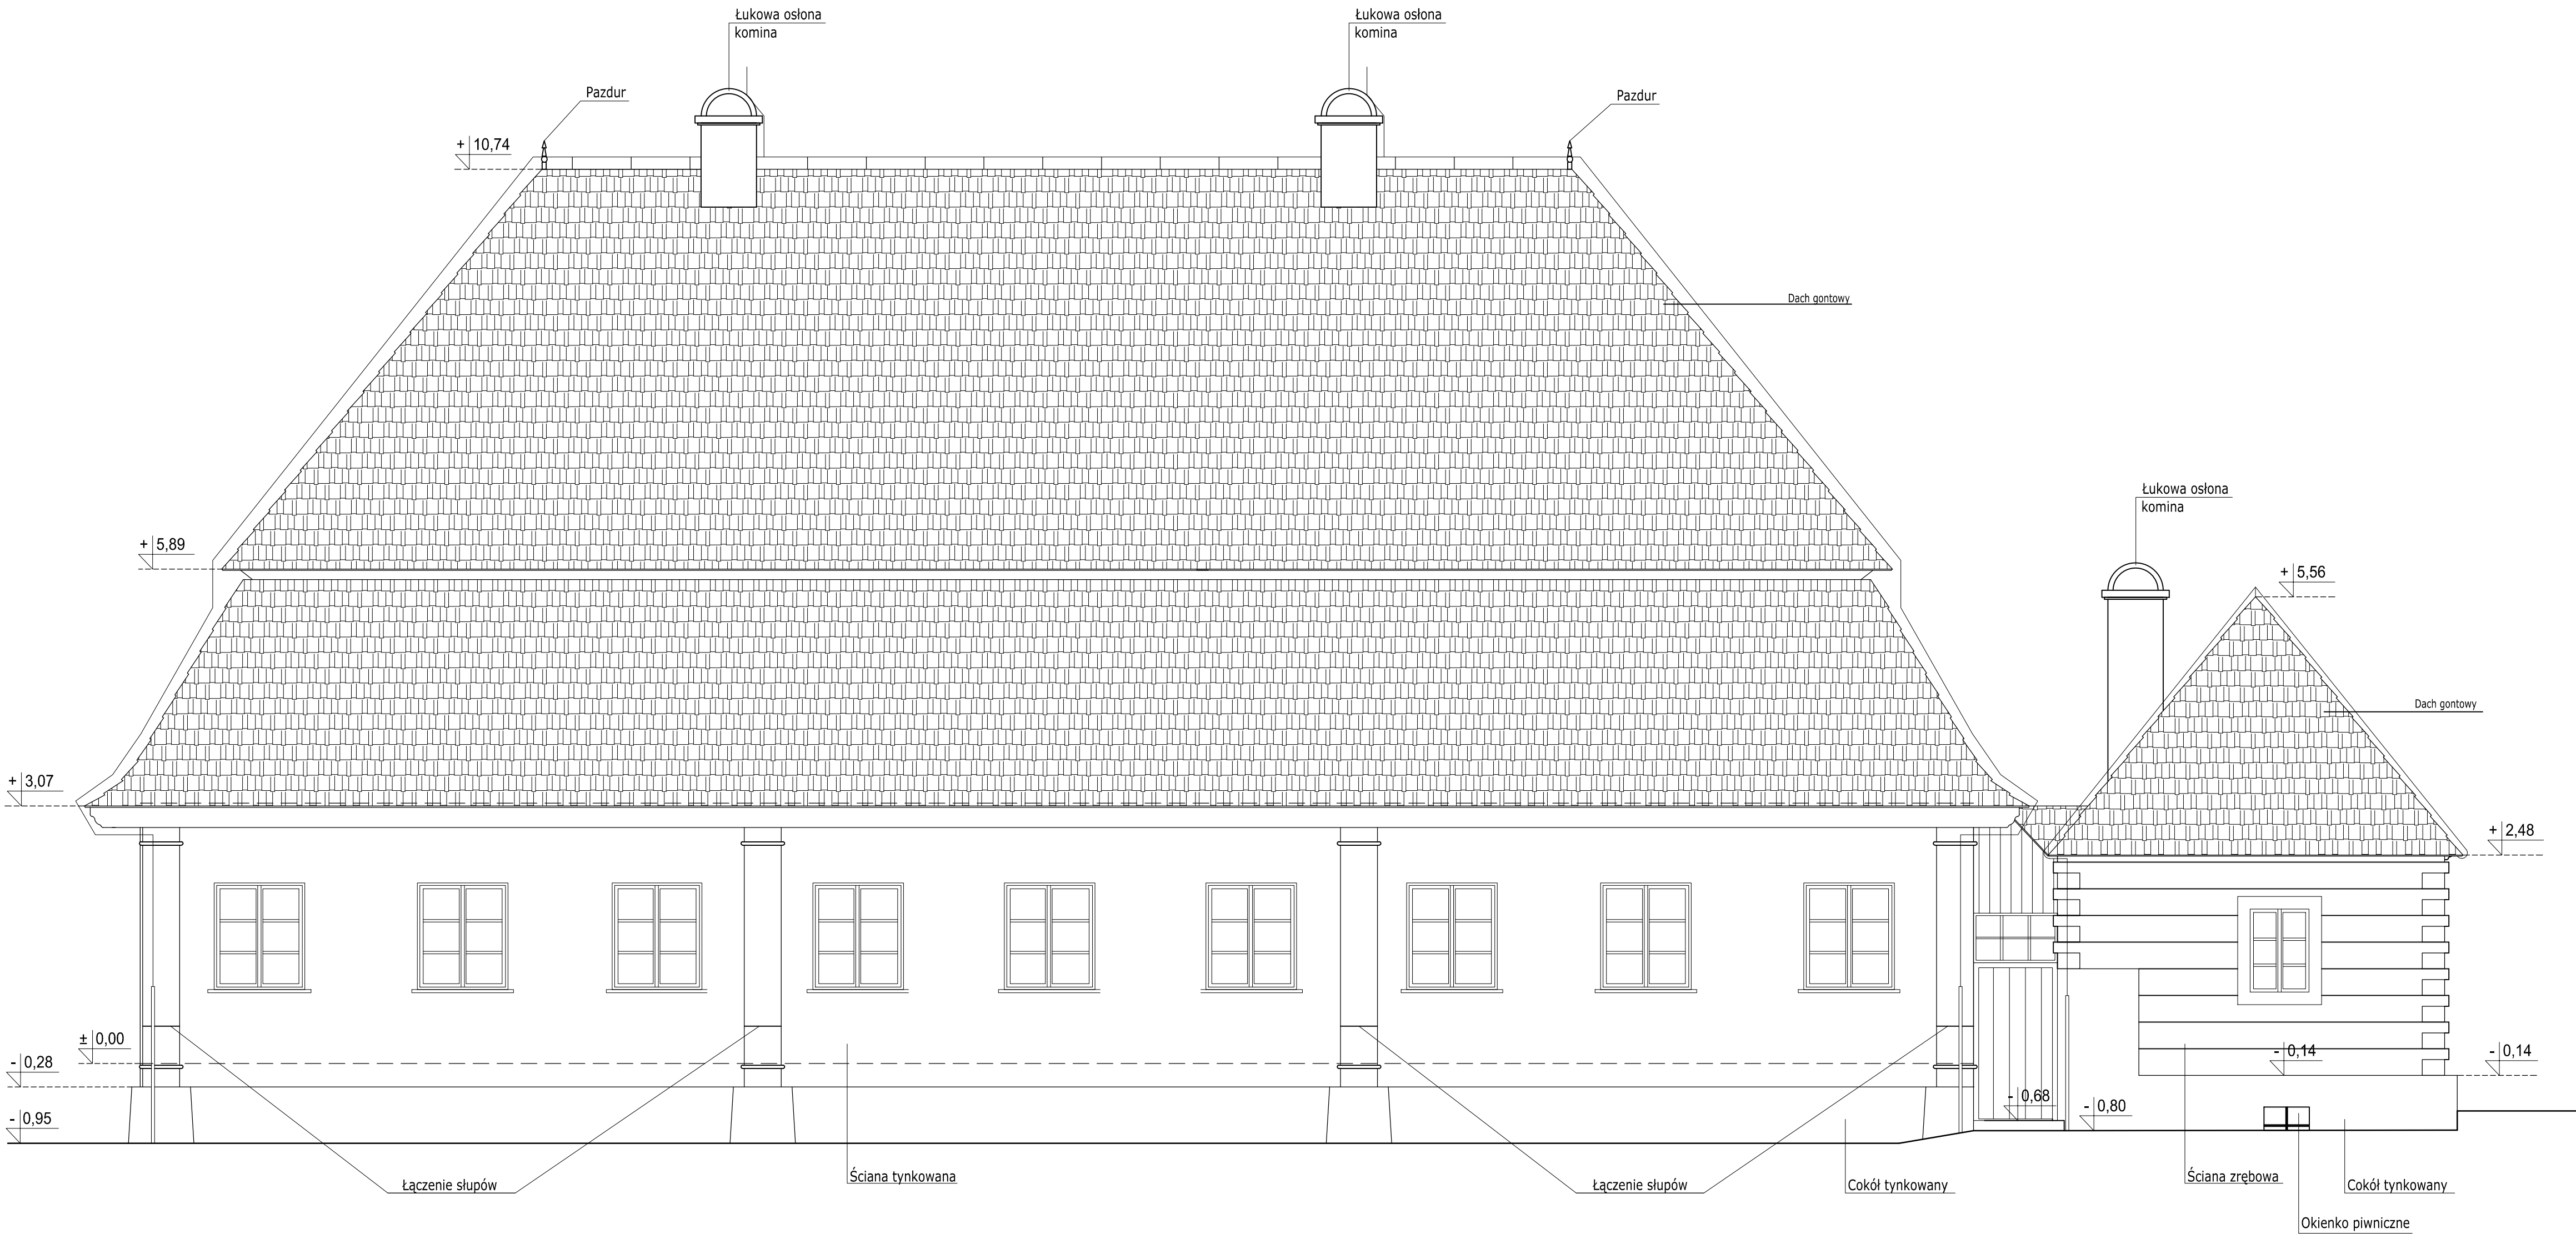 Łukowa osłona
komina
Łukowa osłona
komina
Pazdur
Pazdur
+ 10,74
Dach gontowy
Łukowa osłona
komina
+ 5,89
+ 5,56
Dach gontowy
+ 3,07
+ 2,48
± 0,00
- 0,28
- 0,14
- 0,14
- 0,68
- 0,80
- 0,95
Łączenie słupów
Ściana tynkowana
Łączenie słupów
Cokół tynkowany
Ściana zrębowa
Cokół tynkowany
Okienko piwniczne